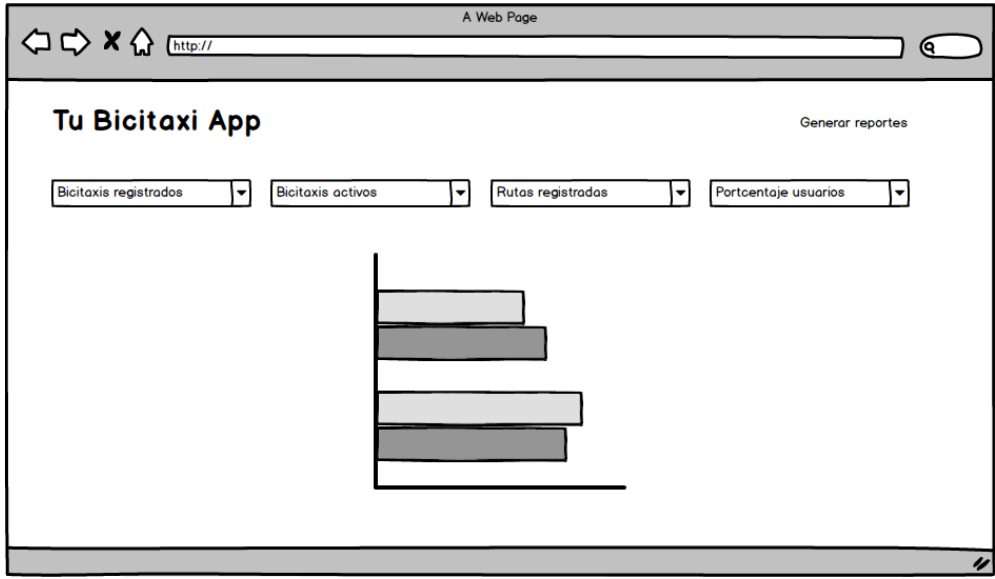 A Web Page
http://
Tu Bicitaxi App
Generar reportes
Bicitaxis registrados
Bicitaxis activos
Rutas registradas
Portcentaje usuarios